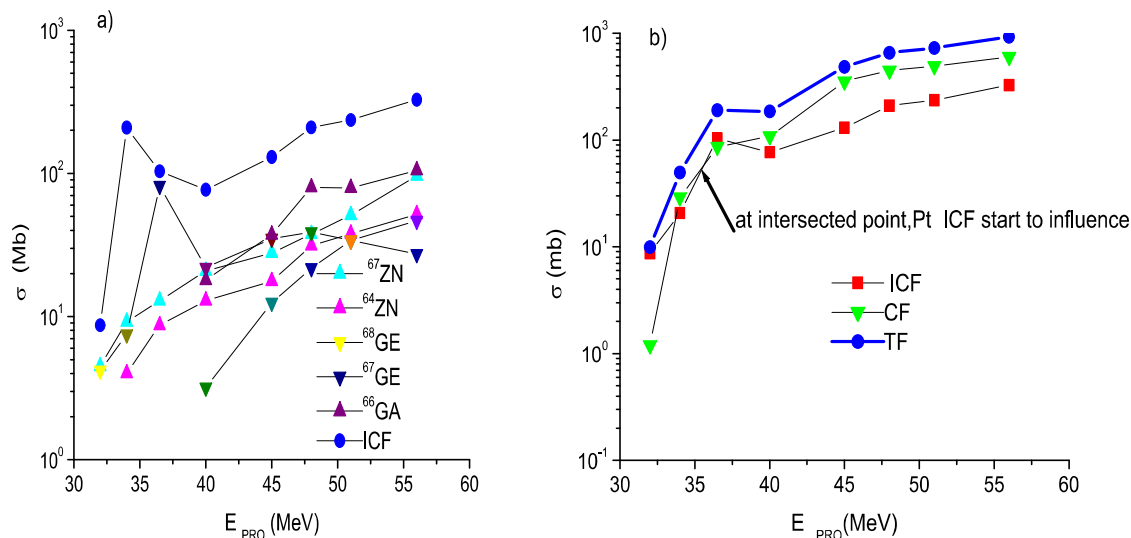 a)
σ (Mb)
10³
10²
10¹
10⁰
30 35 40 45 50 55 60
E PRO (MeV)
⁶⁷ZN
⁶⁴ZN
⁶⁸GE
⁶⁷GE
⁶⁶GA
ICF
b)
σ (mb)
10³
10²
10¹
10⁰
10⁻¹
30 35 40 45 50 55 60
E PRO(MeV)
at intersected point,Pt ICF start to influence
ICF
CF
TF